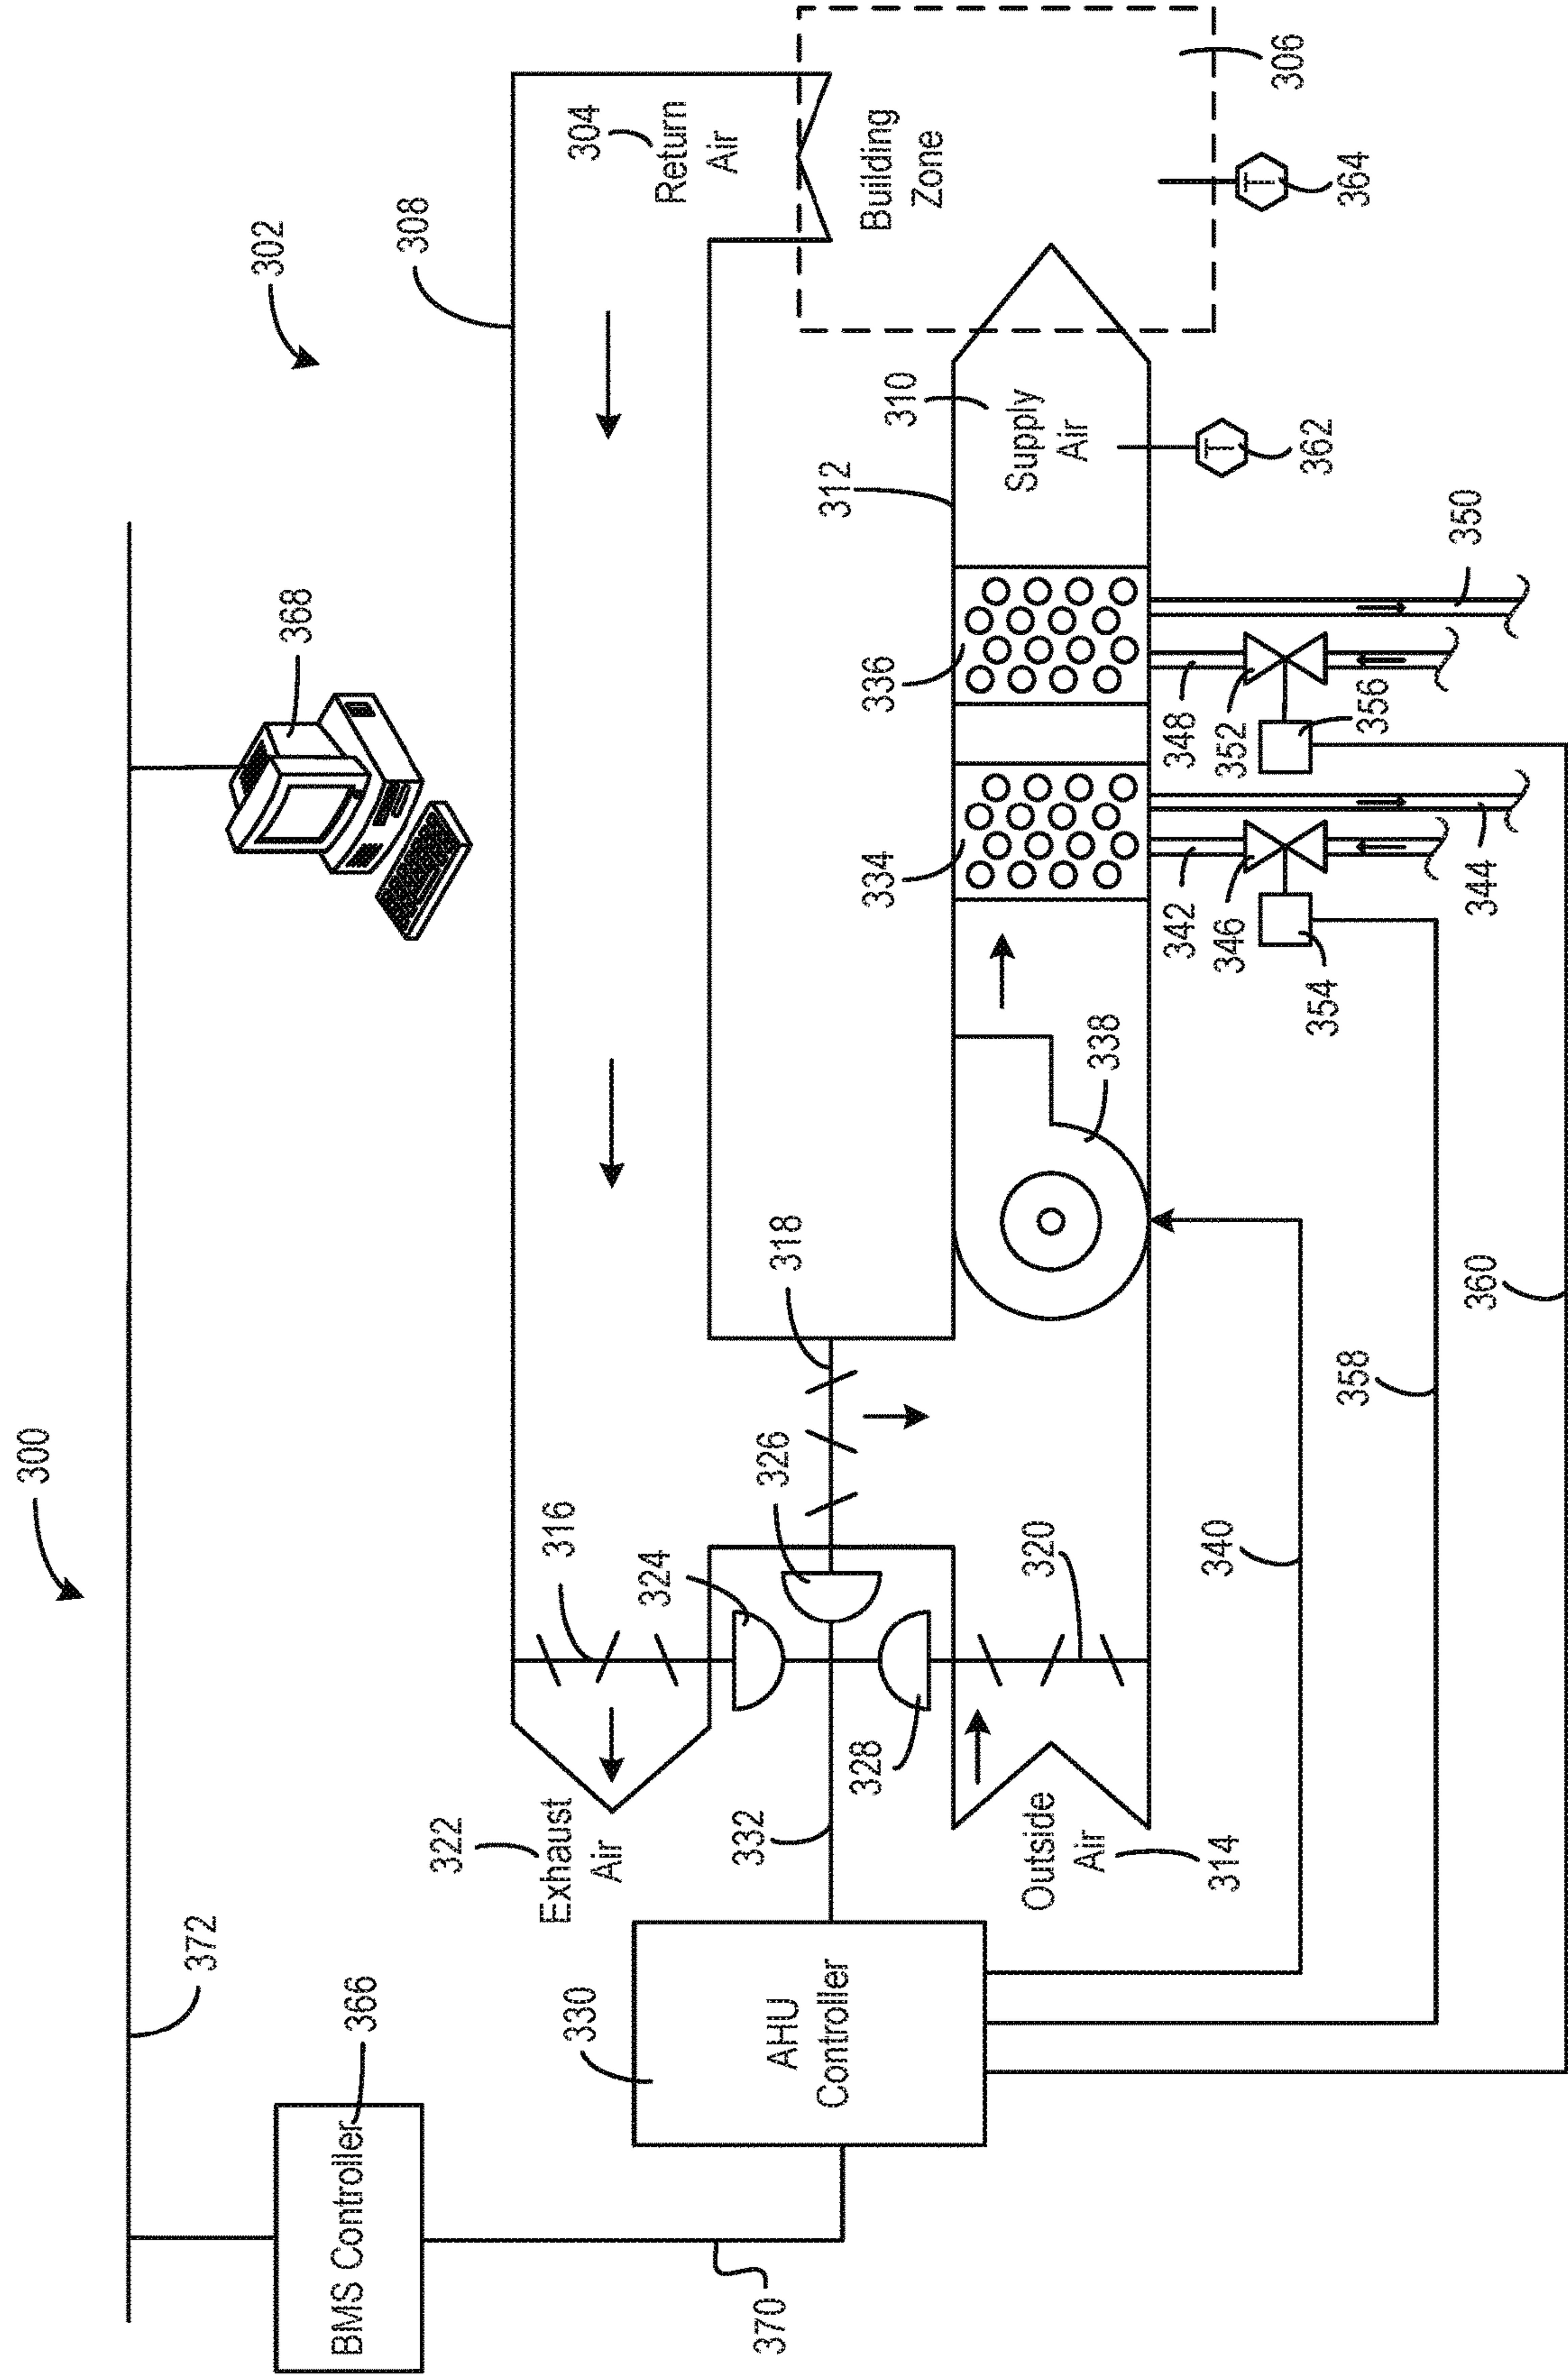 300
372
302
368
366
BMS Controller
308
322
Exhaust
Air
316
330
304
Return
Air
324
332
370
326
318
AHU
Controller
312
328
334
336
Building
Zone
310
Supply
Air
Outside
Air
320
338
342
348
314
346
352
340
T
T
306
354
356
362
364
358
344
350
360